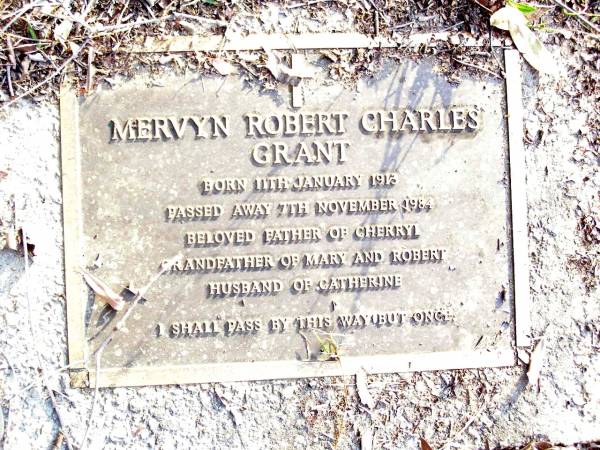 MERVYN ROBERT CHARLES
GRANT
BORN 11TH JANUARY 1913
PASSED AWAY 7TH NOVEMBER 1984
BELOVED FATHER OF CHERRYL
GRANDFATHER OF MARY AND ROBERT
HUSBAND OF CATHERINE
I SHALL PASS BY THIS WAY BUT ONCE.